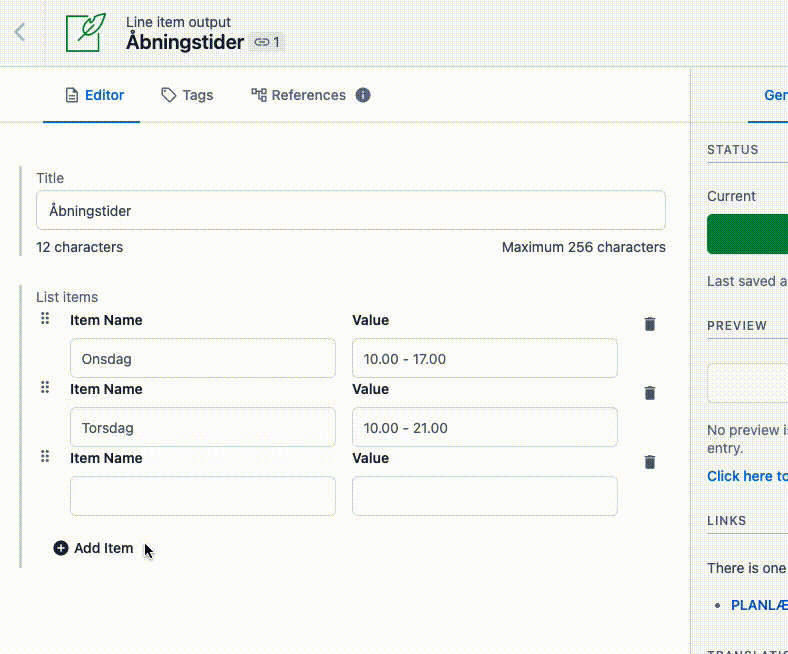 Line item output
Åbningstider 1
Editor Tags References
Title
Åbningstider
12 characters Maximum 256 characters
List items
Item Name Value
Onsdag 10.00 - 17.00
Item Name Value
Torsdag 10.00 - 21.00
Item Name Value
Add Item
Ger
STATUS
Current
Last saved a
PREVIEW
No preview is
entry.
Click here to
LINKS
There is one
PLANLÆ
TRANSLATIO